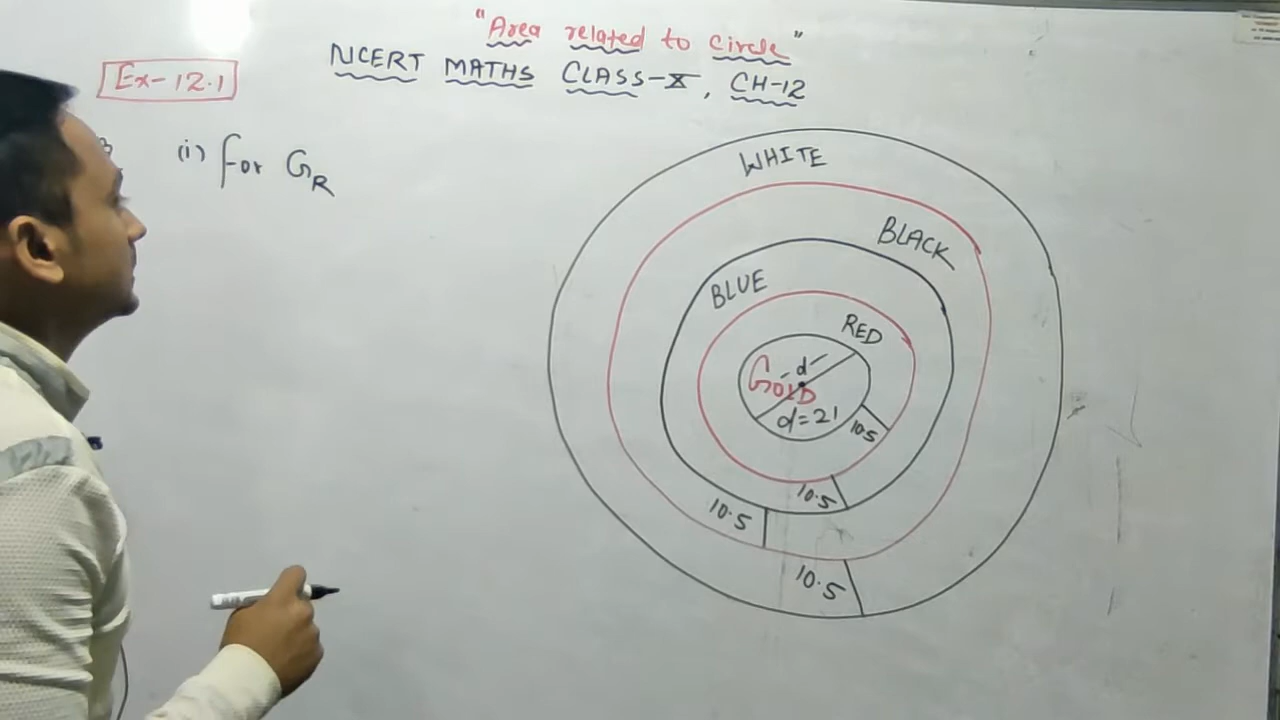 "Area related to Circle"
NCERT MATHS CLASS-X, CH-12
Ex-12.1
(i) for GR
WHITE
BLACK
BLUE
RED
d
GOLD
d=21
10.5
10.5
10.5
10.5